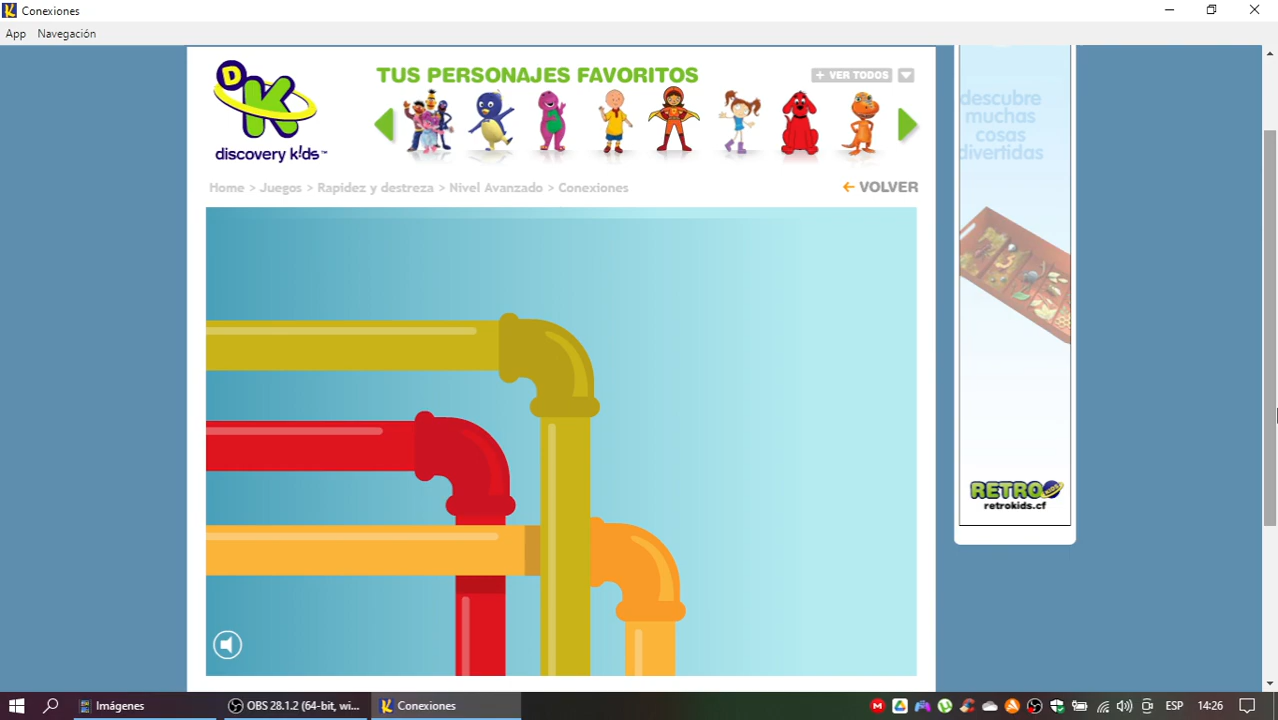 Conexiones
App Navegación
D K
discovery k!ds™
TUS PERSONAJES FAVORITOS
+ VER TODOS
Home > Juegos > Rapidez y destreza > Nivel Avanzado > Conexiones
← VOLVER
descubre
muchas
cosas
divertidas
RETRO
retrokids.cf
Imágenes
OBS 28.1.2 (64-bit, wi...
Conexiones
ESP
14:26